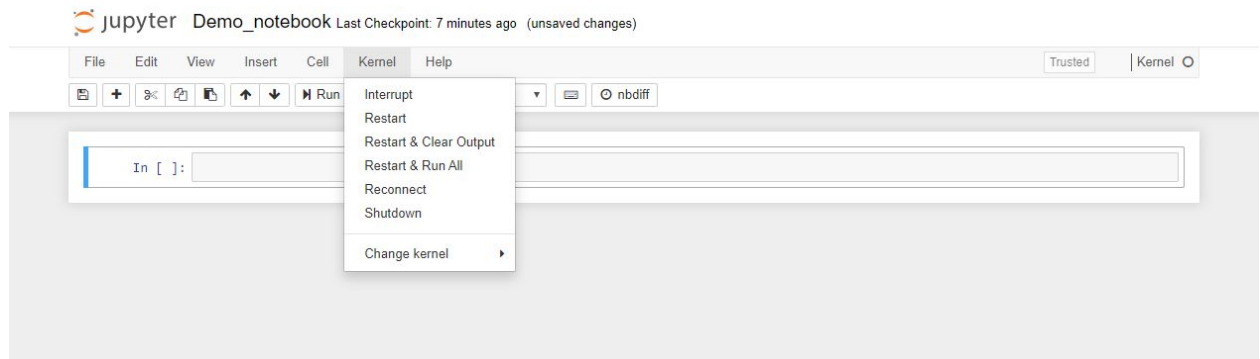 jupyter Demo_notebook Last Checkpoint: 7 minutes ago (unsaved changes)
File Edit View Insert Cell Kernel Help Trusted Kernel
Run nbdiff
Interrupt
Restart
Restart & Clear Output
Restart & Run All
Reconnect
Shutdown
Change kernel
In [ ]: